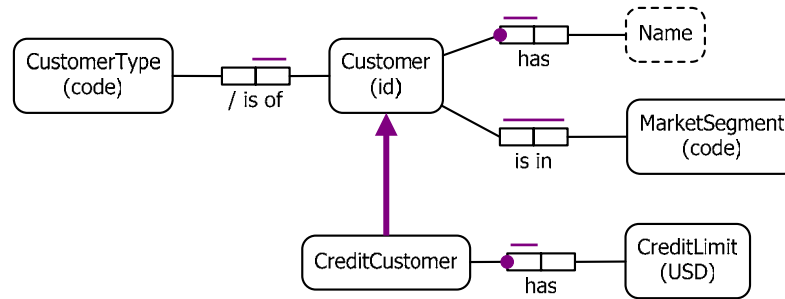 CustomerType
(code)
/ is of
Customer
(id)
has
Name
is in
MarketSegment
(code)
CreditCustomer
has
CreditLimit
(USD)